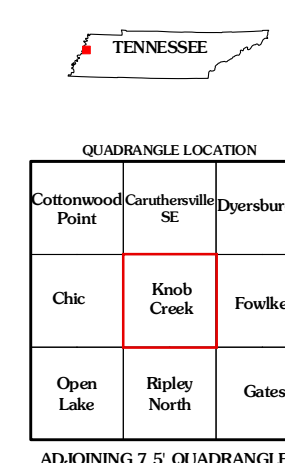 TENNESSEE
QUADRANGLE LOCATION
Cottonwood Point
Caruthersville SE
Dyersbur
Chic
Knob Creek
Fowlke
Open Lake
Ripley North
Gates
ADJOINING 7.5' QUADRANGLE